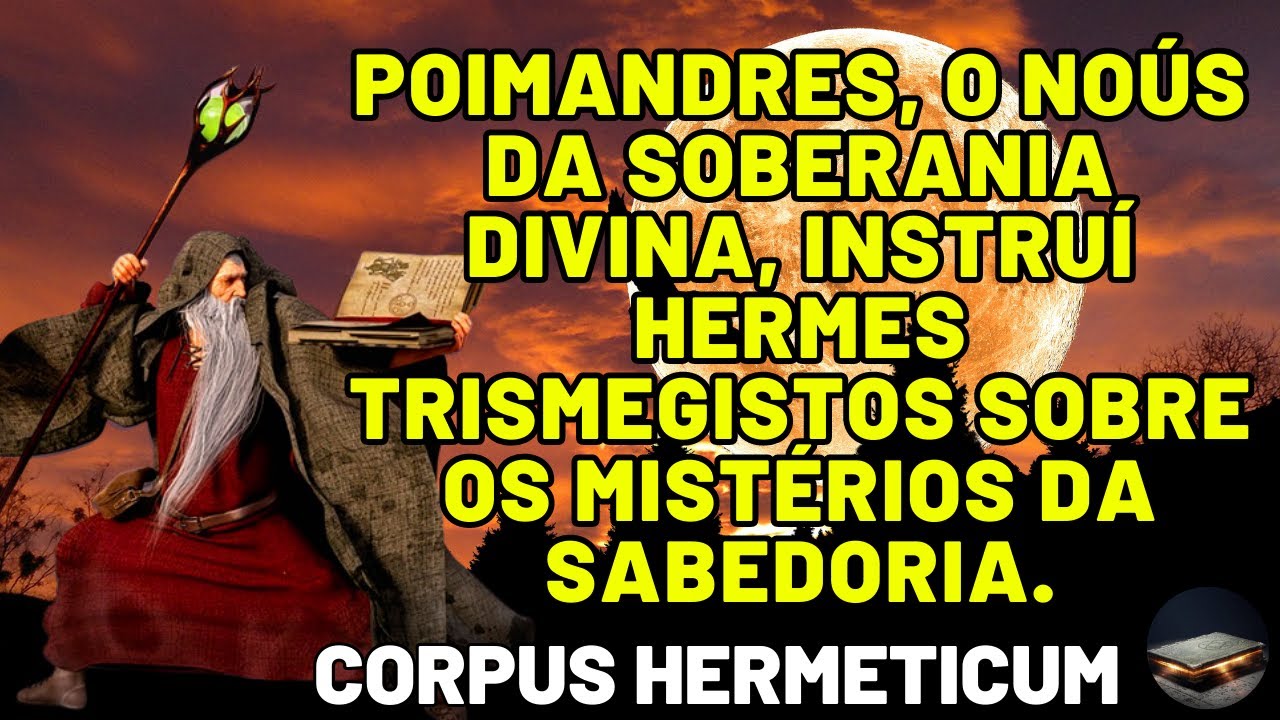 POIMANDRES, O NOÚS
DA SOBERANIA
DIVINA, INSTRUÍ
HERMES
TRISMEGISTOS SOBRE
OS MISTÉRIOS DA
SABEDORIA.
CORPUS HERMETICUM